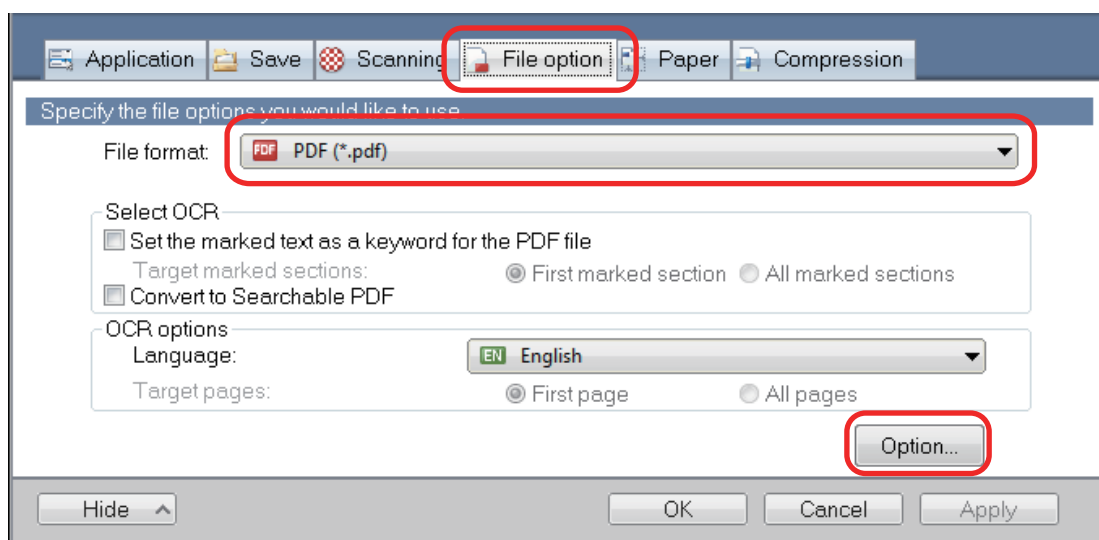 Application Save Scanning File option Paper Compression
Specify the file options you would like to use
File format: PDF PDF (*.pdf)
Select OCR
Set the marked text as a keyword for the PDF file
Target marked sections: First marked section All marked sections
Convert to Searchable PDF
OCR options
Language: EN English
Target pages: First page All pages
Option...
Hide OK Cancel Apply